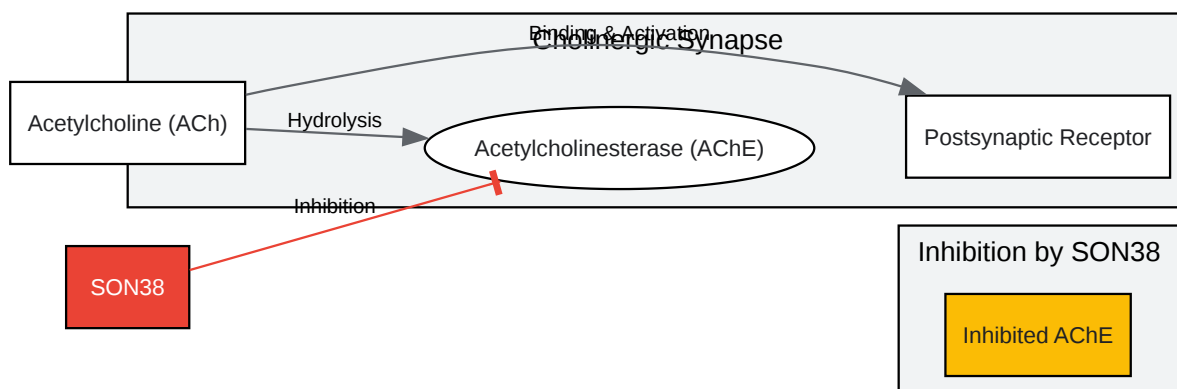 Binding & Activation
Cholinergic Synapse
Acetylcholine (ACh)
Hydrolysis
Acetylcholinesterase (AChE)
Postsynaptic Receptor
Inhibition
SON38
Inhibition by SON38
Inhibited AChE